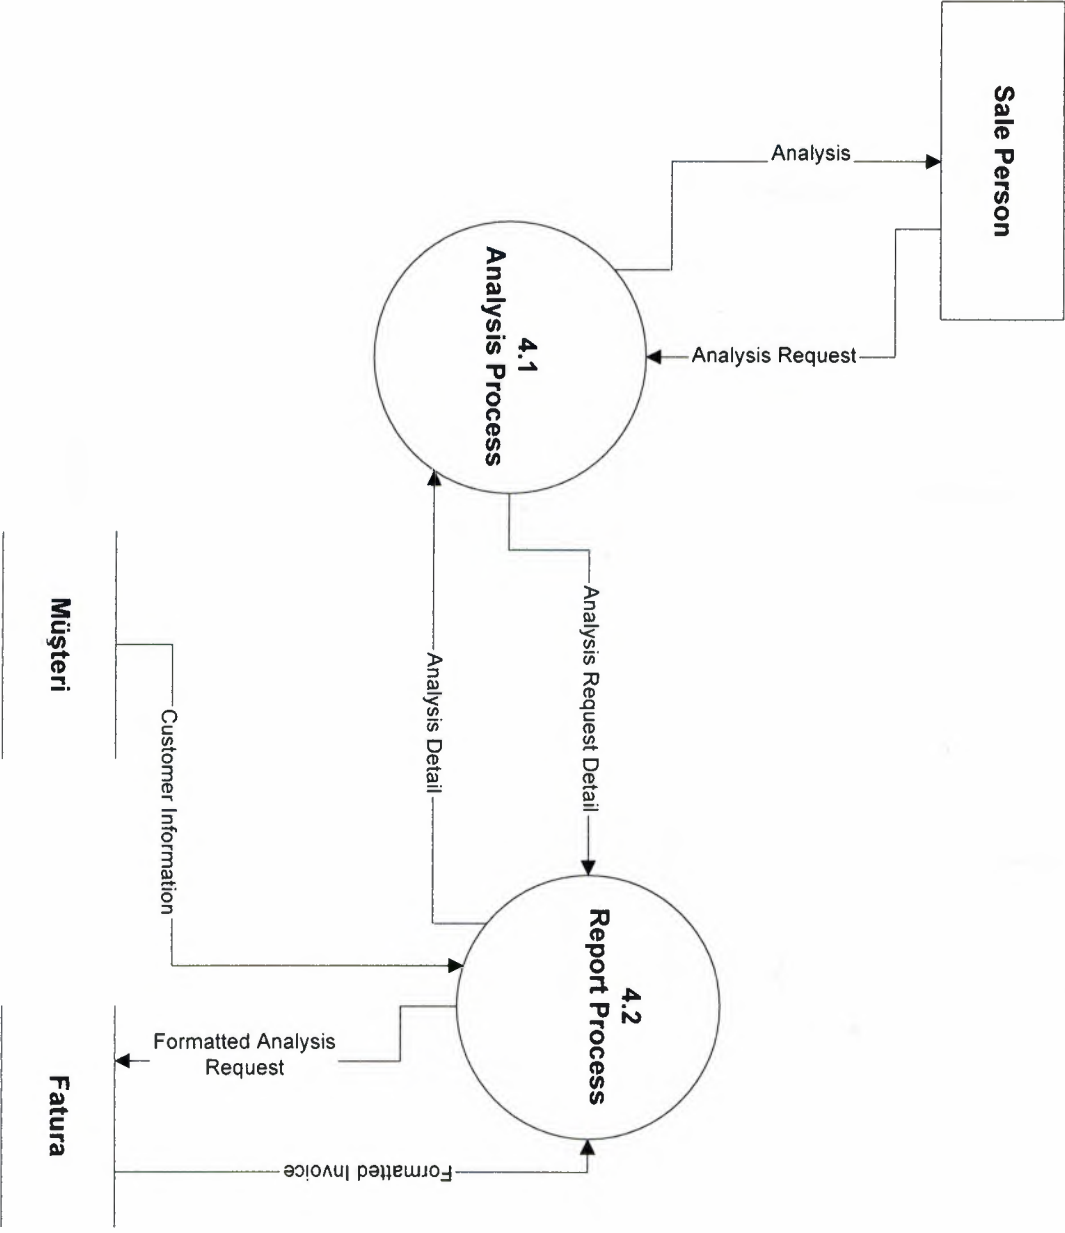 Sale Person
Analysis
Analysis Request
4.1
Analysis Process
Analysis Request Detail
Analysis Detail
4.2
Report Process
Müşteri
Customer Information
Formatted Analysis
Request
Fatura
Formatted Invoice